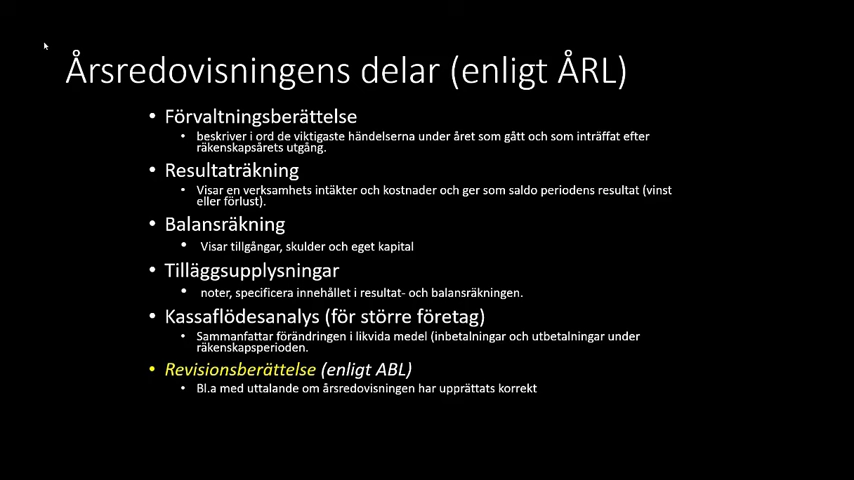 Årsredovisningens delar (enligt ÅRL)
• Förvaltningsberättelse
• beskriver i ord de viktigaste händelserna under året som gått och som inträffat efter
räkenskapsårets utgång.
• Resultaträkning
• Visar en verksamhets intäkter och kostnader och ger som saldo periodens resultat (vinst
eller förlust).
• Balansräkning
• Visar tillgångar, skulder och eget kapital
• Tilläggsupplysningar
• noter, specificera innehållet i resultat- och balansräkningen.
• Kassaflödesanalys (för större företag)
• Sammanfattar förändringen i likvida medel (inbetalningar och utbetalningar under
räkenskapsperioden.
• Revisionsberättelse (enligt ABL)
• Bl.a med uttalande om årsredovisningen har upprättats korrekt